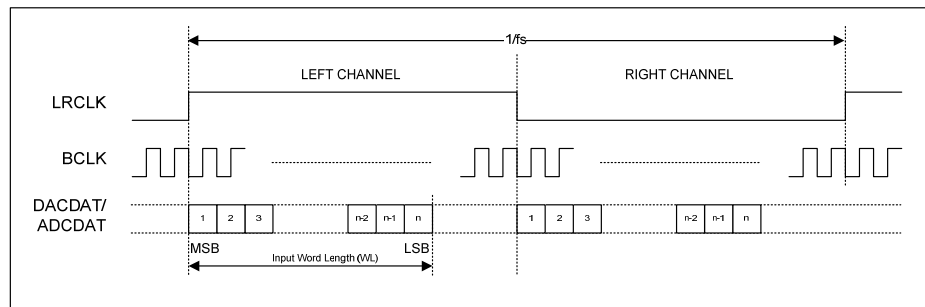 1/fs
LEFT CHANNEL
RIGHT CHANNEL
LRCLK
BCLK
DACDAT/
ADCDAT
1 2 3 n-2 n-1 n 1 2 3 n-2 n-1 n
MSB LSB
Input Word Length (WL)